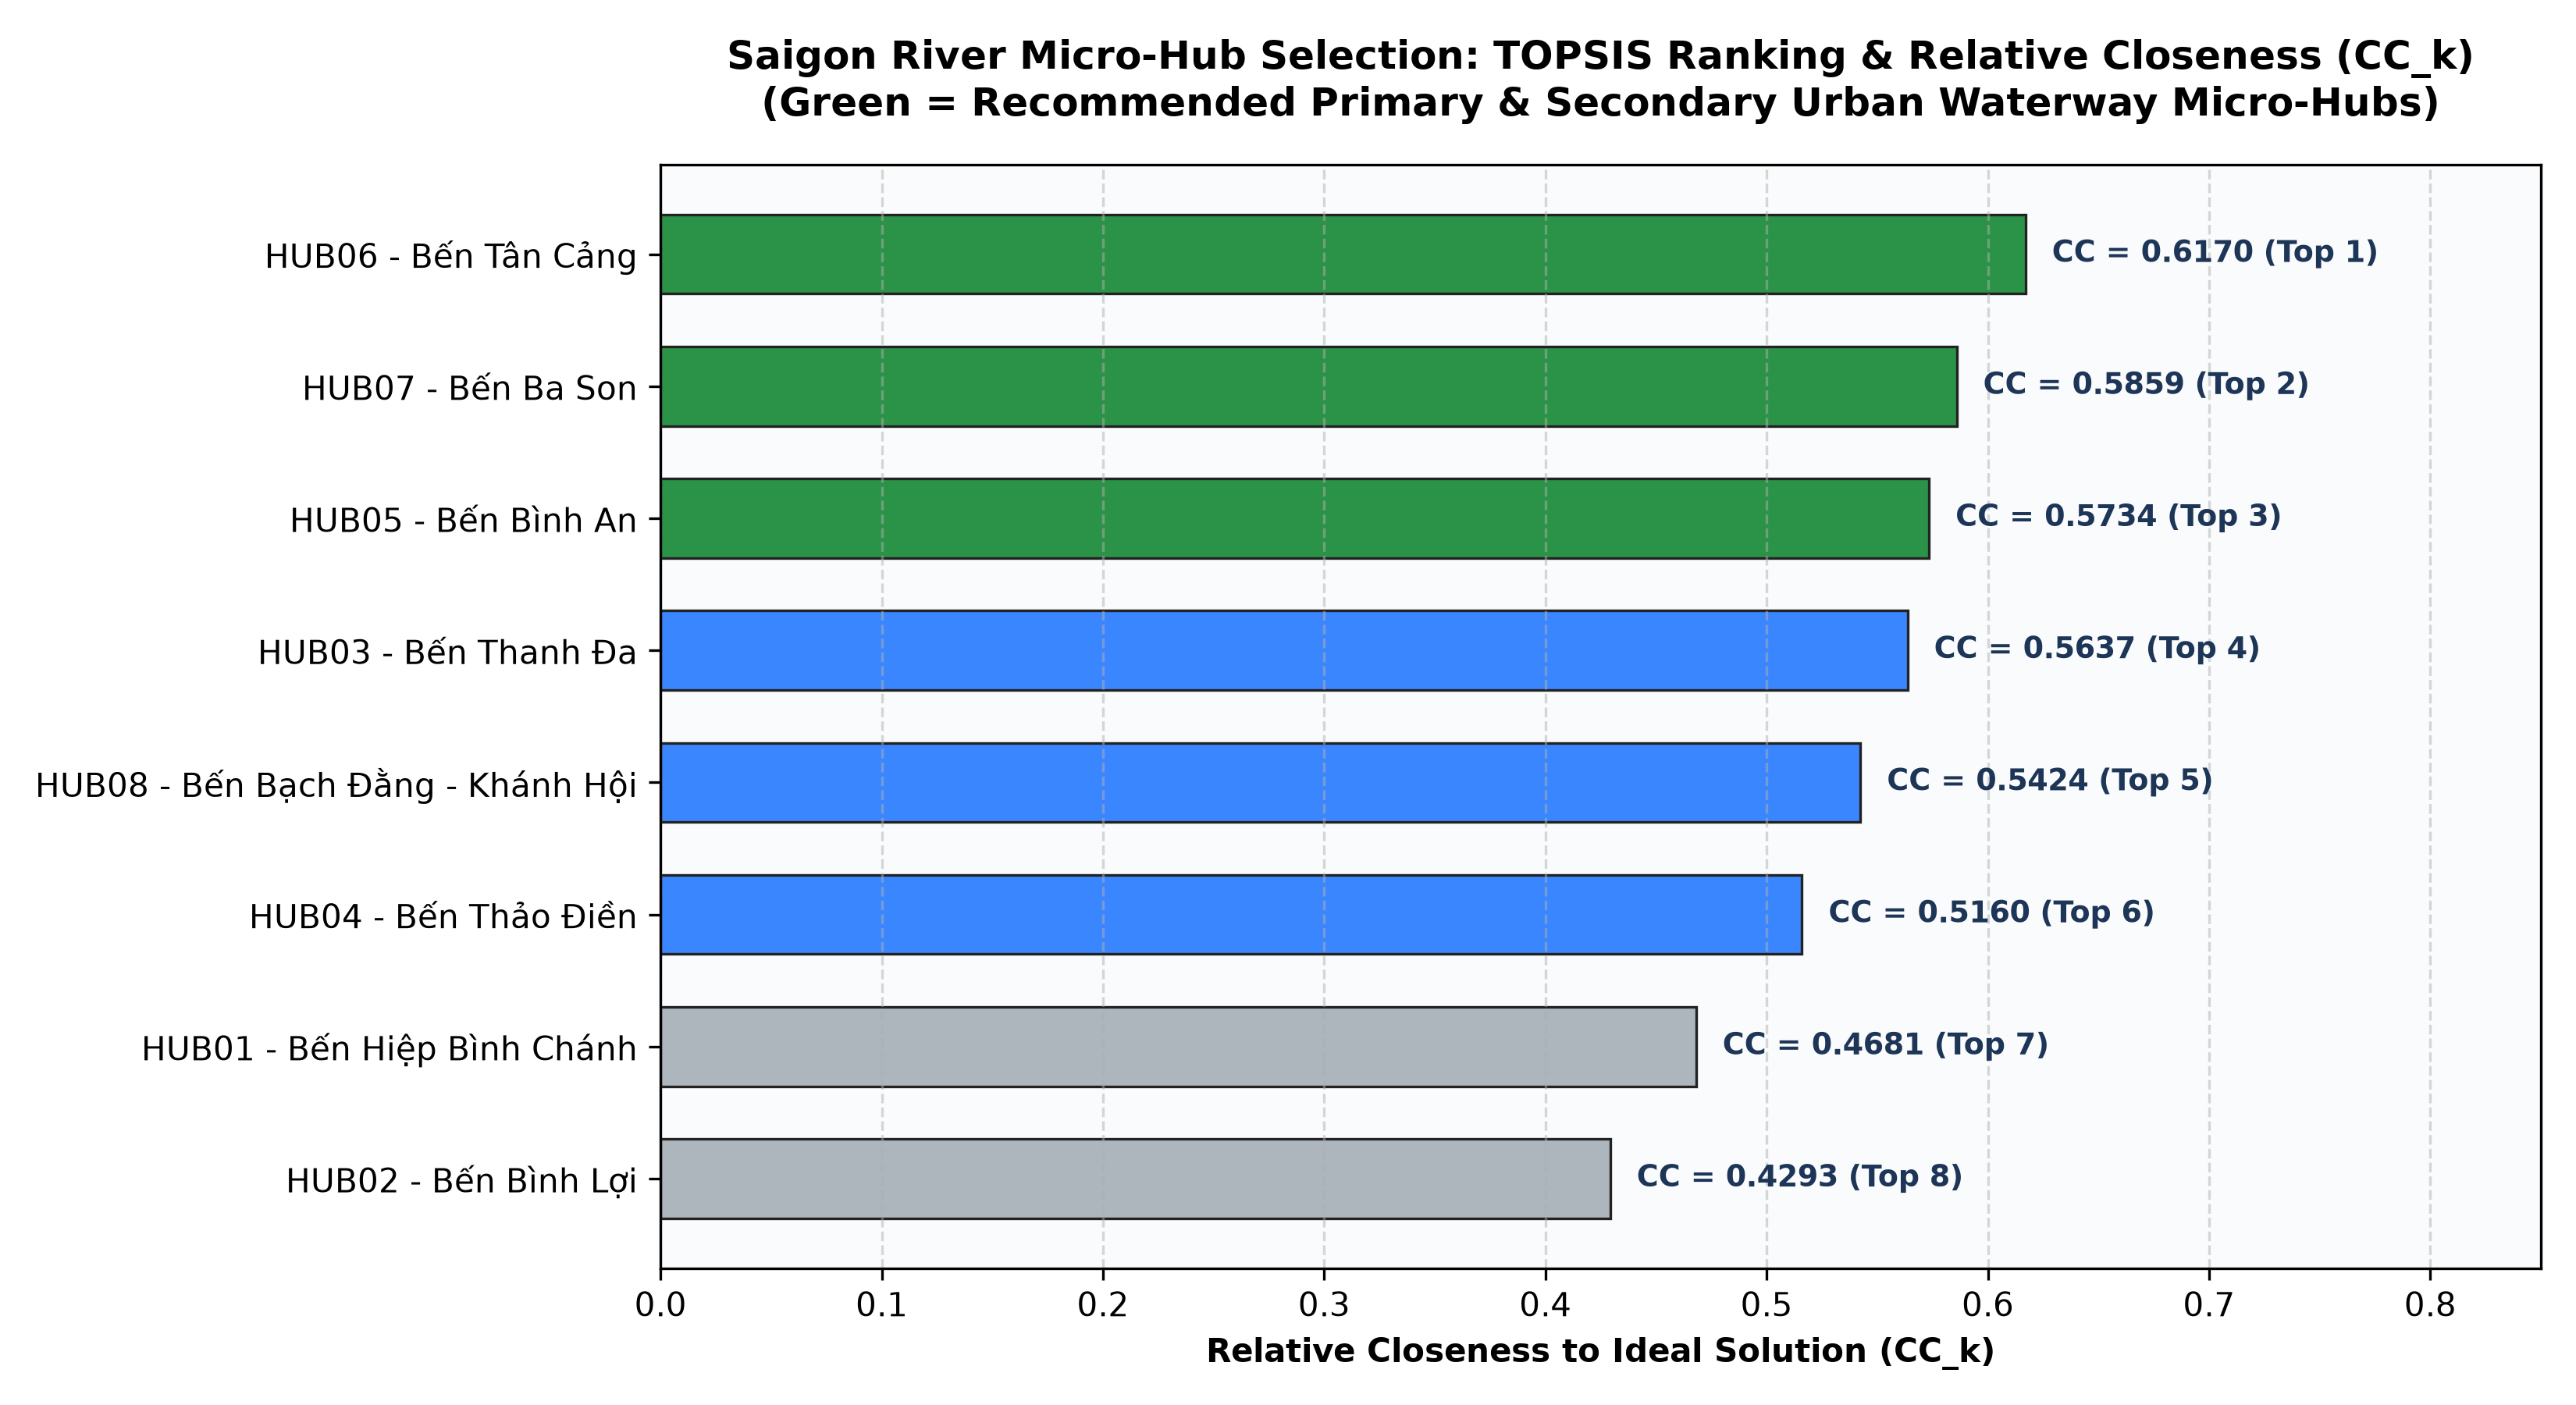 Saigon River Micro-Hub Selection: TOPSIS Ranking & Relative Closeness (CC_k)
(Green = Recommended Primary & Secondary Urban Waterway Micro-Hubs)
HUB06 - Bến Tân Cảng
CC = 0.6170 (Top 1)
HUB07 - Bến Ba Son
CC = 0.5859 (Top 2)
HUB05 - Bến Bình An
CC = 0.5734 (Top 3)
HUB03 - Bến Thanh Đa
CC = 0.5637 (Top 4)
HUB08 - Bến Bạch Đằng - Khánh Hội
CC = 0.5424 (Top 5)
HUB04 - Bến Thảo Điền
CC = 0.5160 (Top 6)
HUB01 - Bến Hiệp Bình Chánh
CC = 0.4681 (Top 7)
HUB02 - Bến Bình Lợi
CC = 0.4293 (Top 8)
0.0 0.1 0.2 0.3 0.4 0.5 0.6 0.7 0.8
Relative Closeness to Ideal Solution (CC_k)